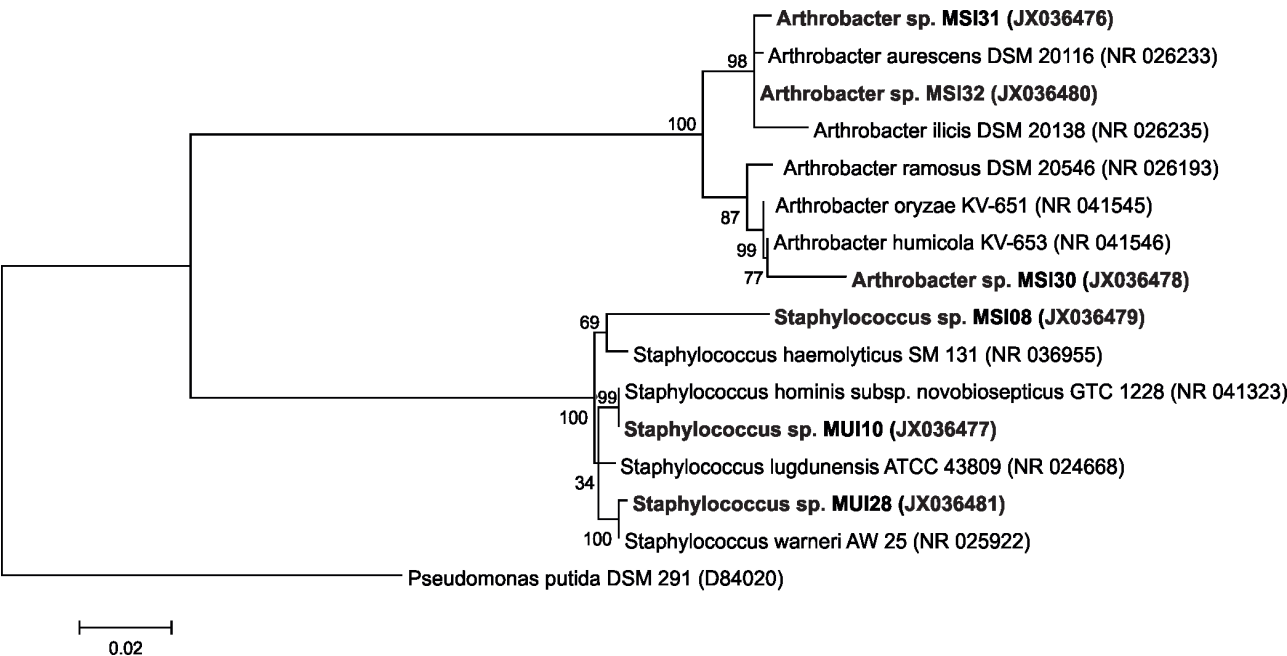 Arthrobacter sp. MSI31 (JX036476)
98
Arthrobacter aurescens DSM 20116 (NR 026233)
Arthrobacter sp. MSI32 (JX036480)
100
Arthrobacter ilicis DSM 20138 (NR 026235)
Arthrobacter ramosus DSM 20546 (NR 026193)
87
Arthrobacter oryzae KV-651 (NR 041545)
99
Arthrobacter humicola KV-653 (NR 041546)
77
Arthrobacter sp. MSI30 (JX036478)
69
Staphylococcus sp. MSI08 (JX036479)
Staphylococcus haemolyticus SM 131 (NR 036955)
99
Staphylococcus hominis subsp. novobiosepticus GTC 1228 (NR 041323)
100
Staphylococcus sp. MUI10 (JX036477)
Staphylococcus lugdunensis ATCC 43809 (NR 024668)
34
Staphylococcus sp. MUI28 (JX036481)
100
Staphylococcus warneri AW 25 (NR 025922)
Pseudomonas putida DSM 291 (D84020)
0.02